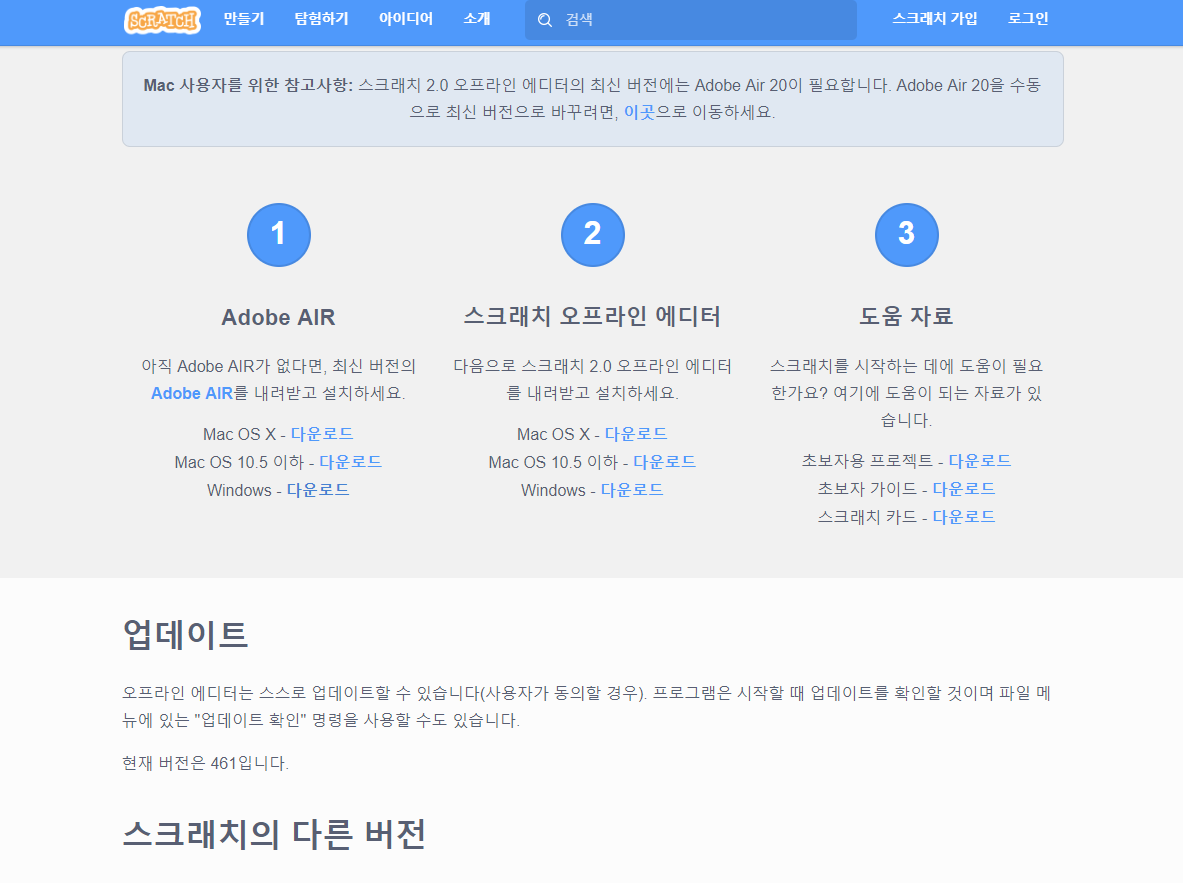 SCRATCH 만들기 탐험하기 아이디어 소개 검색 스크래치 가입 로그인
Mac 사용자를 위한 참고사항: 스크래치 2.0 오프라인 에디터의 최신 버전에는 Adobe Air 20이 필요합니다. Adobe Air 20을 수동
으로 최신 버전으로 바꾸려면, 이곳으로 이동하세요.
1
Adobe AIR
아직 Adobe AIR가 없다면, 최신 버전의
Adobe AIR를 내려받고 설치하세요.
Mac OS X - 다운로드
Mac OS 10.5 이하 - 다운로드
Windows - 다운로드
2
스크래치 오프라인 에디터
다음으로 스크래치 2.0 오프라인 에디터
를 내려받고 설치하세요.
Mac OS X - 다운로드
Mac OS 10.5 이하 - 다운로드
Windows - 다운로드
3
도움 자료
스크래치를 시작하는 데에 도움이 필요
한가요? 여기에 도움이 되는 자료가 있
습니다.
초보자용 프로젝트 - 다운로드
초보자 가이드 - 다운로드
스크래치 카드 - 다운로드
업데이트
오프라인 에디터는 스스로 업데이트할 수 있습니다(사용자가 동의할 경우). 프로그램은 시작할 때 업데이트를 확인할 것이며 파일 메
뉴에 있는 "업데이트 확인" 명령을 사용할 수도 있습니다.
현재 버전은 461입니다.
스크래치의 다른 버전